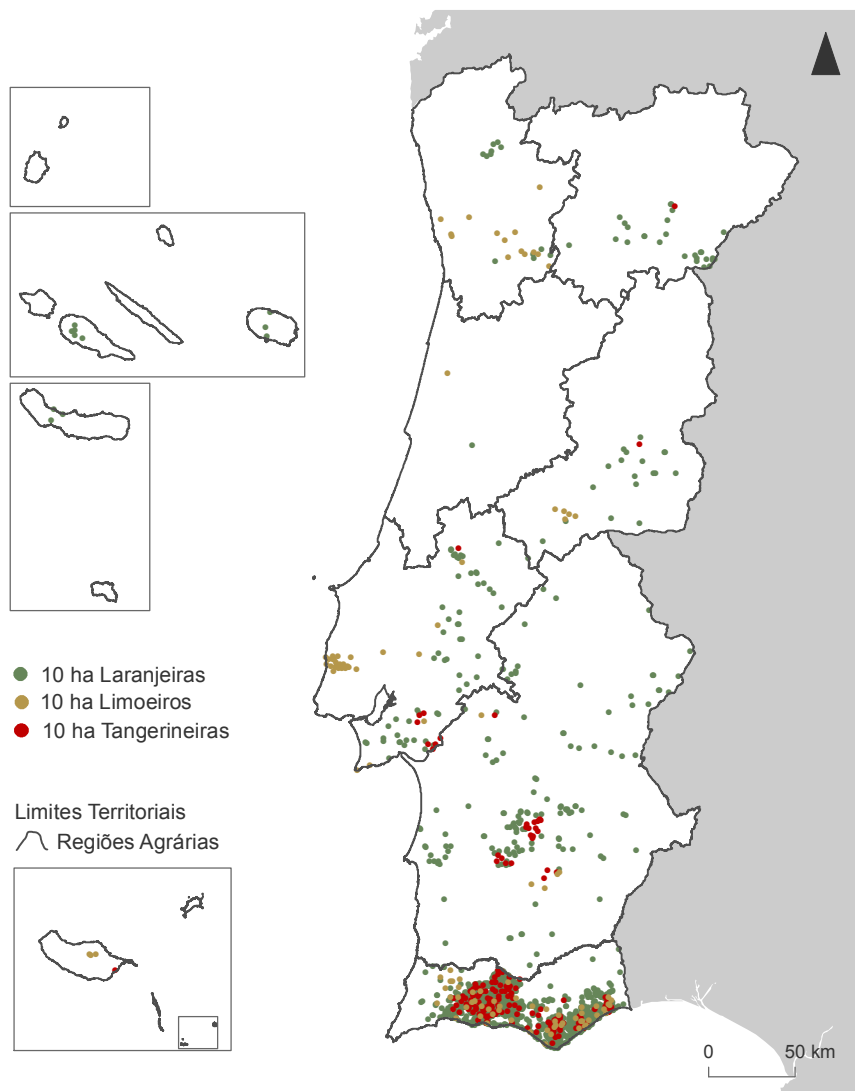 10 ha Laranjeiras
10 ha Limoeiros
10 ha Tangerineiras
Limites Territoriais
Regiões Agrárias
0 50 km